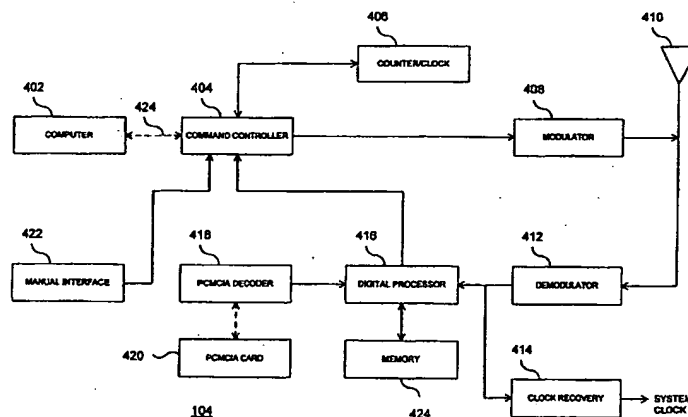 406
COUNTER/CLOCK
410
402
COMPUTER
424
404
COMMAND CONTROLLER
408
MODULATOR
422
MANUAL INTERFACE
418
PCMCIA DECODER
416
DIGITAL PROCESSOR
412
DEMODULATOR
420
PCMCIA CARD
MEMORY
424
414
CLOCK RECOVERY
SYSTEM
CLOCK
104